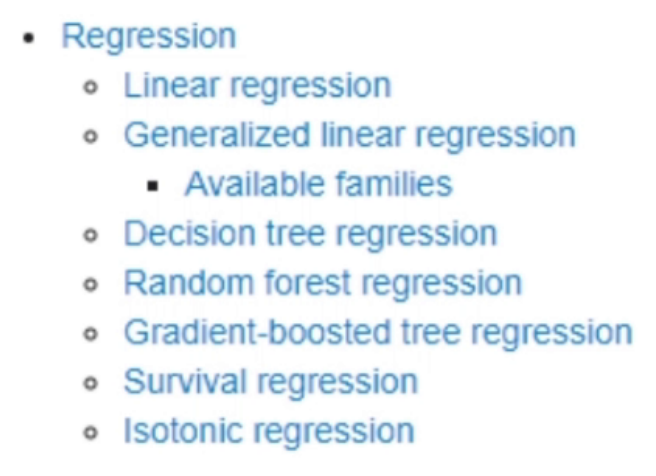 Regression
Linear regression
Generalized linear regression
Available families
Decision tree regression
Random forest regression
Gradient-boosted tree regression
Survival regression
Isotonic regression